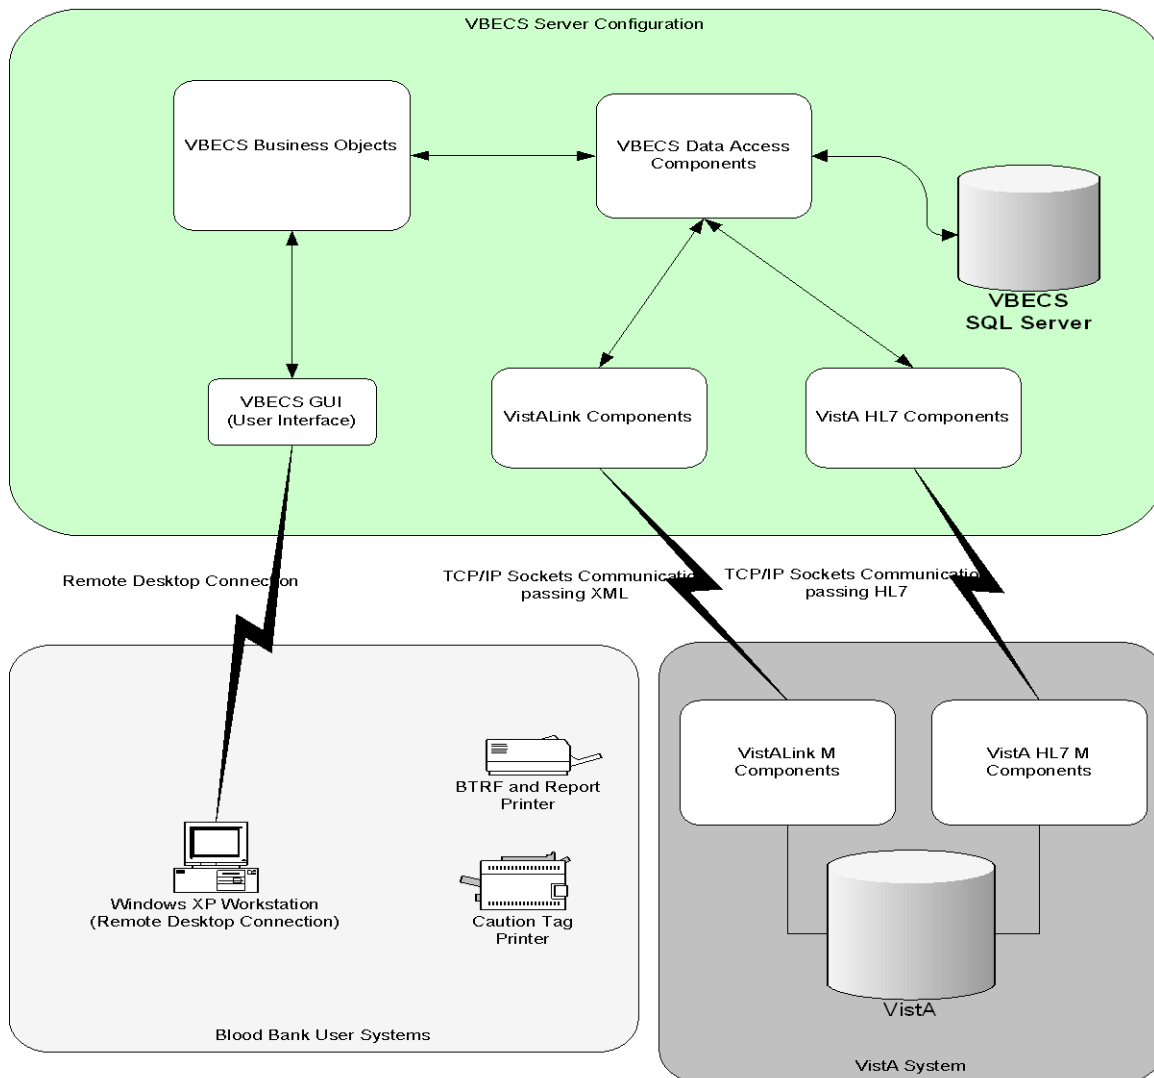 VBECS Server Configuration
VBECS Business Objects
VBECS Data Access
Components
VBECS
SQL Server
VBECS GUI
(User Interface)
VistALink Components
VistA HL7 Components
Remote Desktop Connection
TCP/IP Sockets Communication
passing XML
TCP/IP Sockets Communication
passing HL7
VistALink M
Components
VistA HL7 M
Components
BTRF and Report
Printer
Windows XP Workstation
(Remote Desktop Connection)
Caution Tag
Printer
VistA
Blood Bank User Systems
VistA System